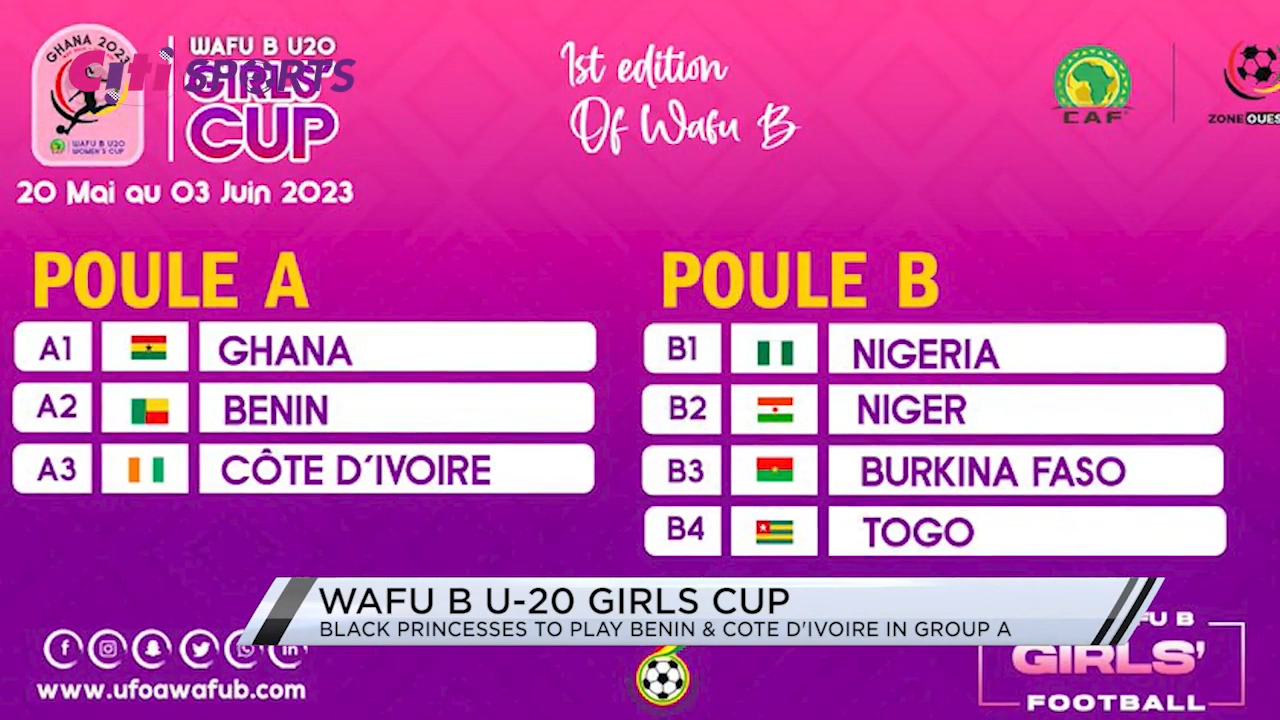 GHANA 2023
WAFU B U20
WOMEN'S CUP
WAFU B U20
GIRLS'
CUP
Citi SPORTS
20 Mai au 03 Juin 2023
1st edition
Of Wafu B
CAF
ZONE OUES
POULE A
A1 GHANA
A2 BENIN
A3 CÔTE D´IVOIRE
POULE B
B1 NIGERIA
B2 NIGER
B3 BURKINA FASO
B4 TOGO
WAFU B U-20 GIRLS CUP
BLACK PRINCESSES TO PLAY BENIN & COTE D'IVOIRE IN GROUP A
www.ufoawafub.com
FU B
GIRLS'
FOOTBALL